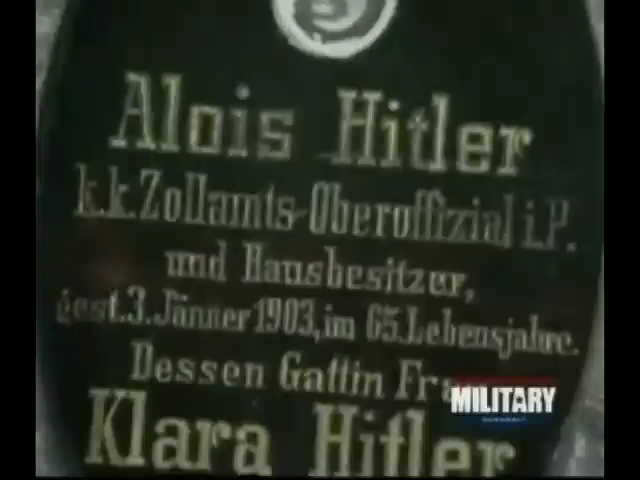 Alois Hitler
k.k. Zollamts-Oberoffizial i.P.
und Hausbesitzer,
gest. 3. Jänner 1903, im 65. Lebensjahre.
Dessen Gattin
MILITARY
Klara Hitler